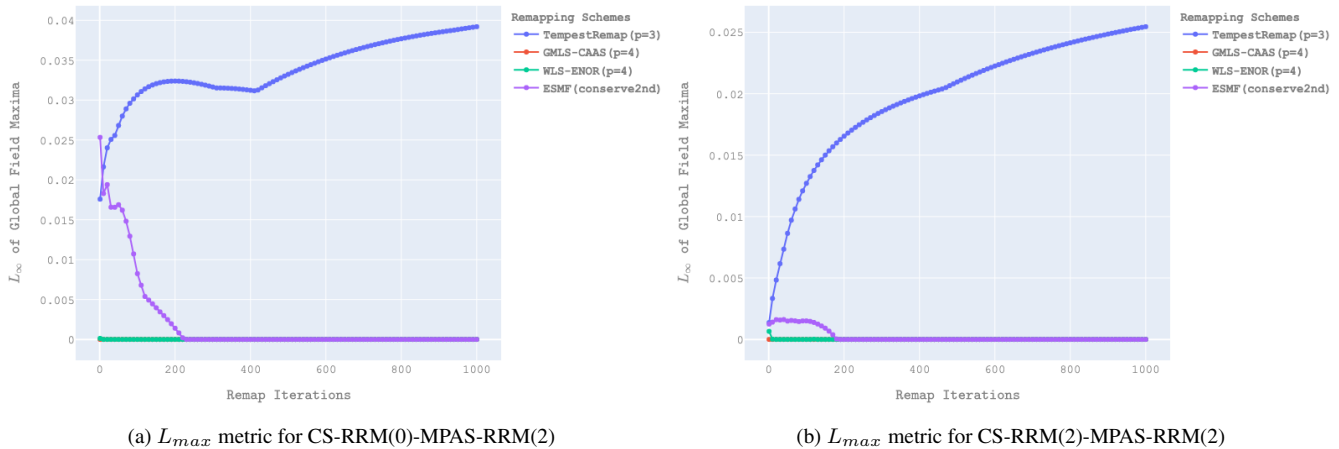 0.04
0.035
0.03
0.025
0.02
0.015
0.01
0.005
0
L∞ of Global Field Maxima
0
200
400
600
800
1000
Remap Iterations
Remapping Schemes
TempestRemap(p=3)
GMLS-CAAS(p=4)
WLS-ENOR(p=4)
ESMF(conserve2nd)
(a) Lmax metric for CS-RRM(0)-MPAS-RRM(2)
0.025
0.02
0.015
0.01
0.005
0
L∞ of Global Field Maxima
0
200
400
600
800
1000
Remap Iterations
Remapping Schemes
TempestRemap(p=3)
GMLS-CAAS(p=4)
WLS-ENOR(p=4)
ESMF(conserve2nd)
(b) Lmax metric for CS-RRM(2)-MPAS-RRM(2)